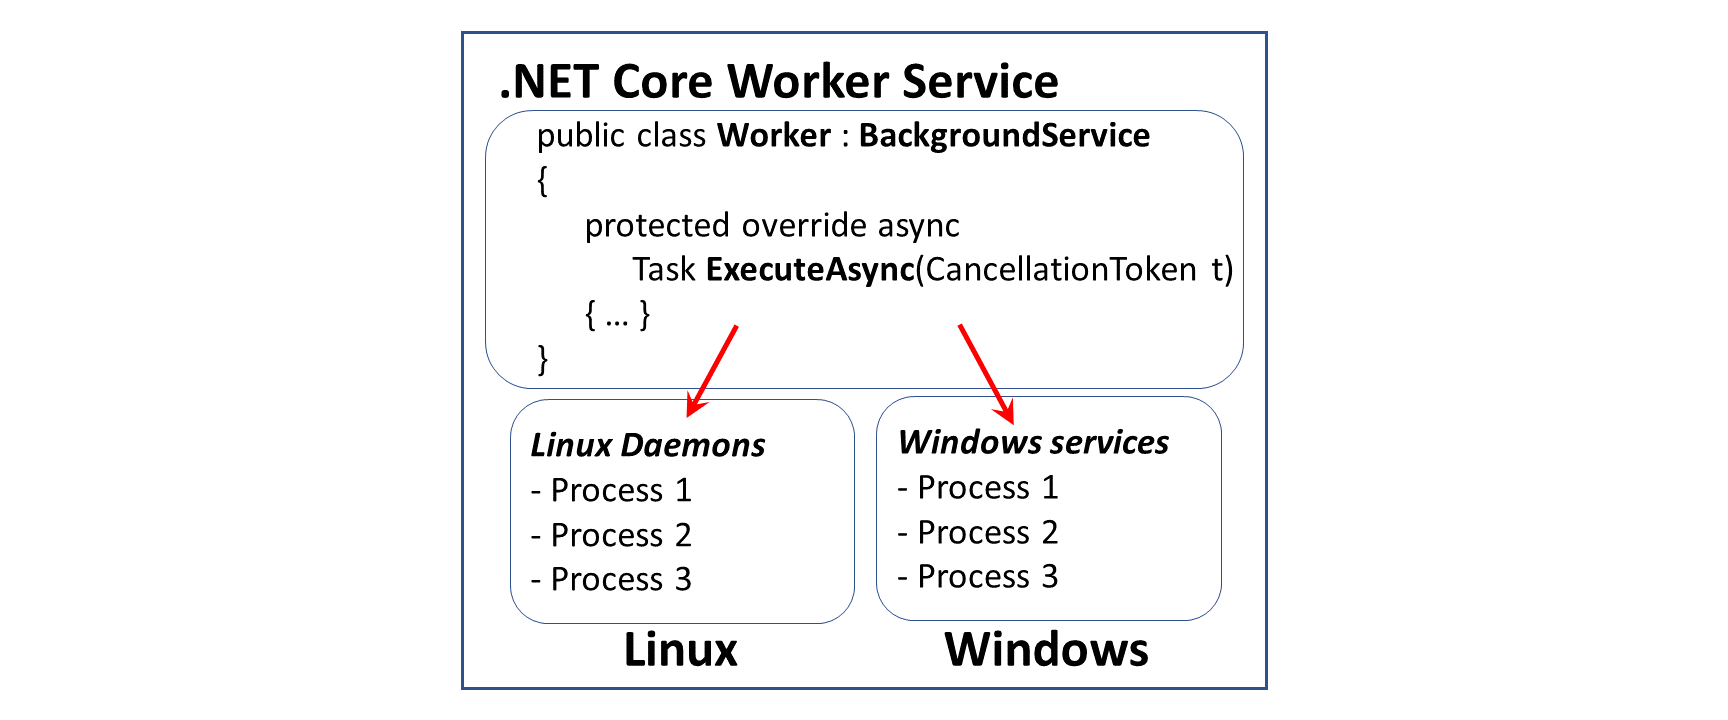 .NET Core Worker Service
public class Worker : BackgroundService
{
protected override async
Task ExecuteAsync(CancellationToken t)
{ ... }
}
Linux Daemons
- Process 1
- Process 2
- Process 3
Linux
Windows services
- Process 1
- Process 2
- Process 3
Windows